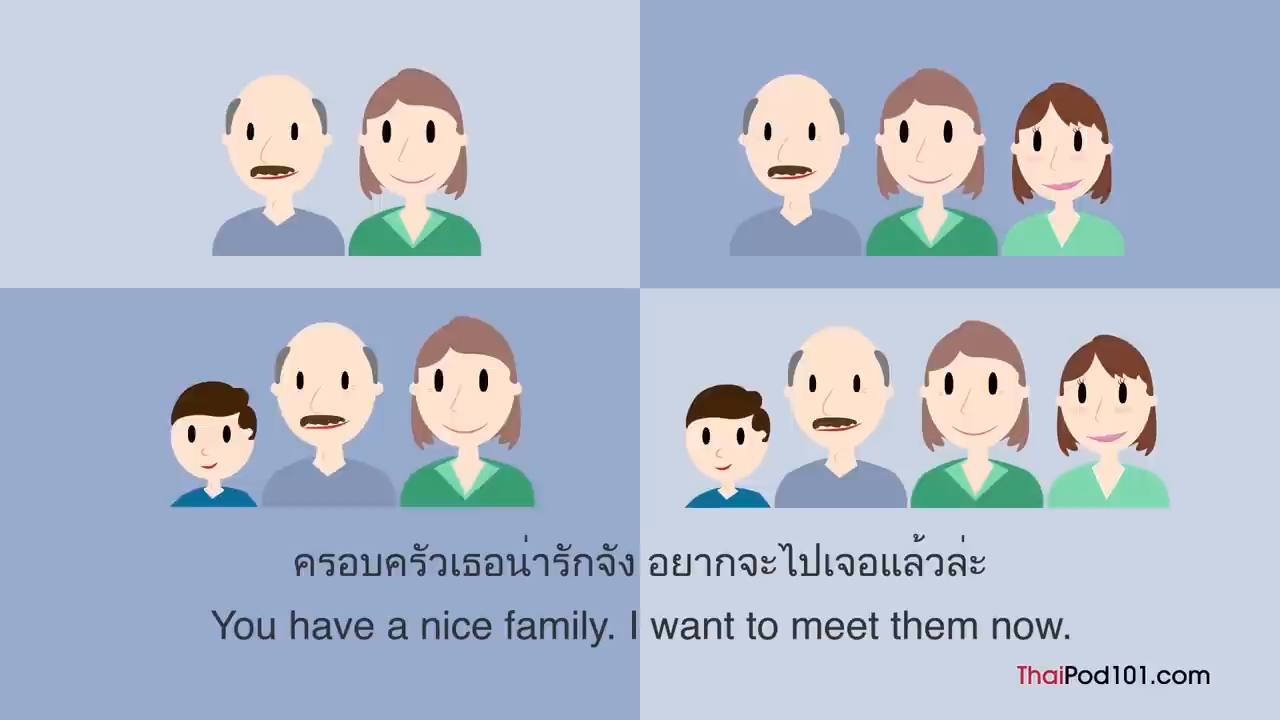 ครอบครัวเธอน่ารักจัง อยากจะไปเจอแล้วล่ะ
You have a nice family. I want to meet them now.
ThaiPod101.com